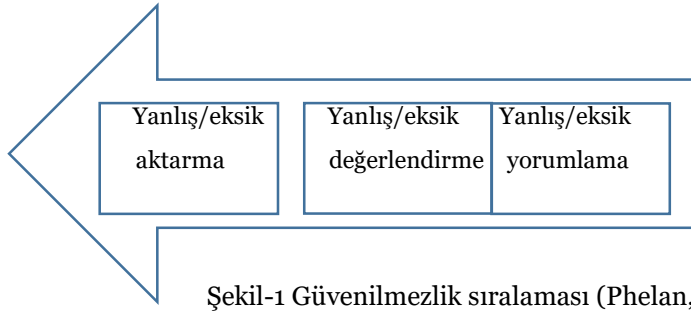 Yanlış/eksik
aktarma
Yanlış/eksik
değerlendirme
Yanlış/eksik
yorumlama
Şekil-1 Güvenilmezlik sıralaması (Phelan,